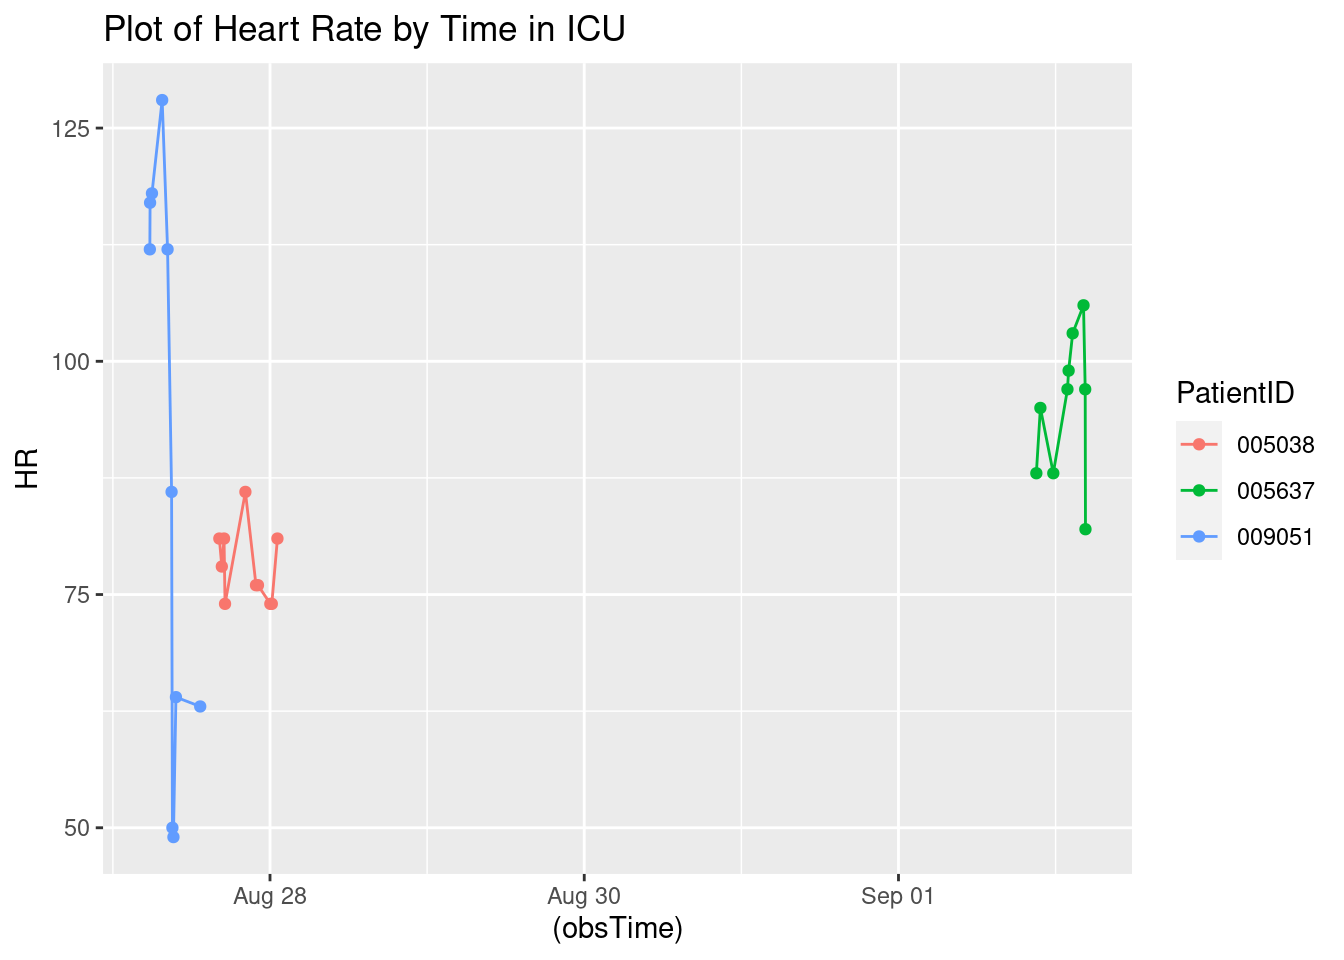 Plot of Heart Rate by Time in ICU
125
100
75
50
HR
Aug 28
Aug 30
Sep 01
(obsTime)
PatientID
005038
005637
009051